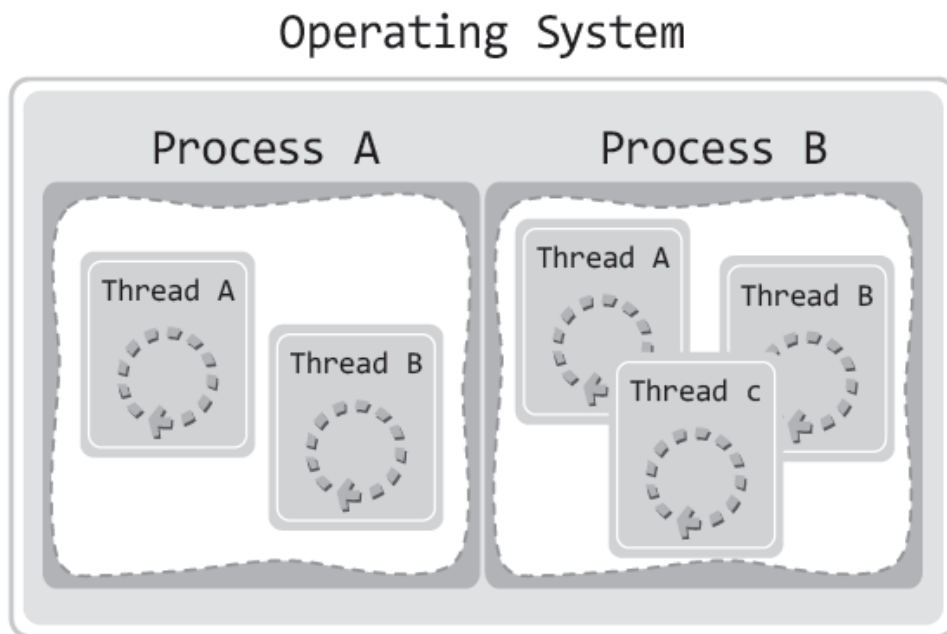 Operating System
Process A
Process B
Thread A
Thread B
Thread A
Thread B
Thread c